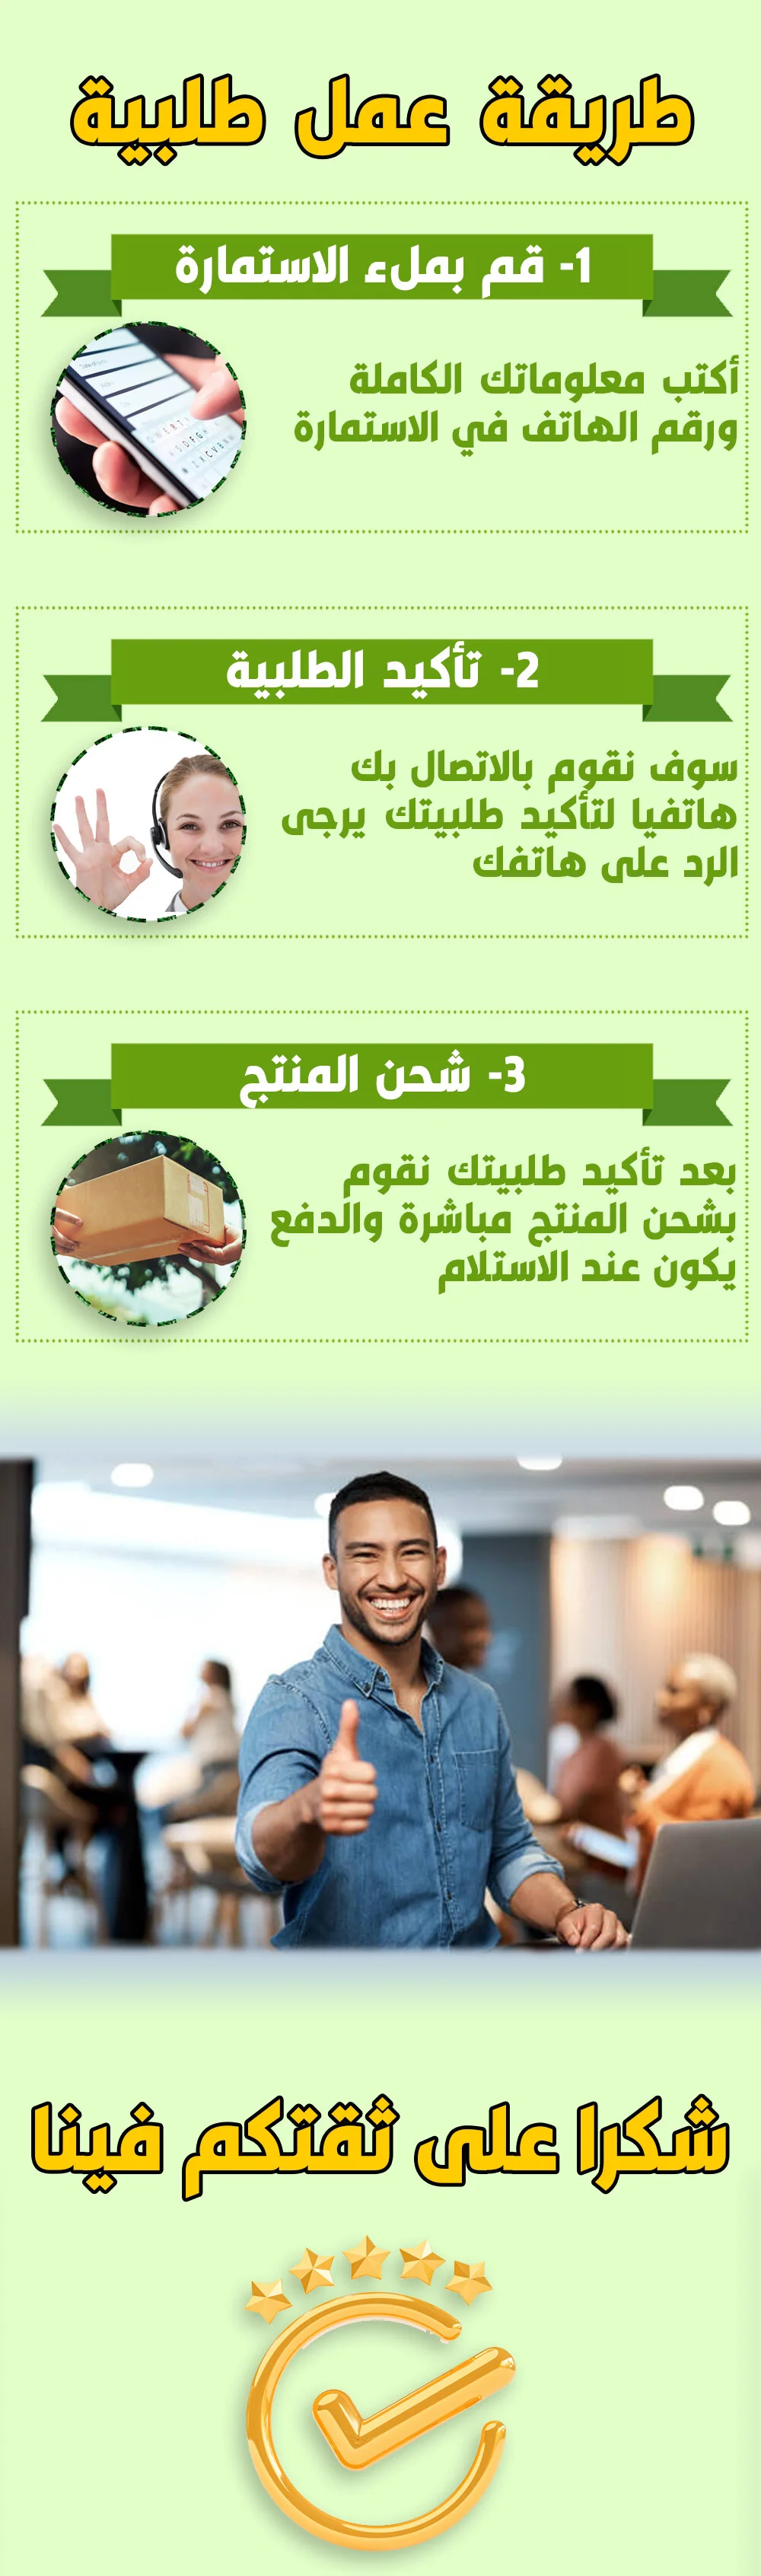 طريقة عمل طلبية
1- قم بملء الاستمارة
أكتب معلوماتك الكاملة
ورقم الهاتف في الاستمارة
2- تأكيد الطلبية
سوف نقوم بالاتصال بك
هاتفيا لتأكيد طلبيتك يرجى
الرد على هاتفك
3- شحن المنتج
بعد تأكيد طلبيتك نقوم
بشحن المنتج مباشرة والدفع
يكون عند الاستلام
شكرا على ثقتكم فينا